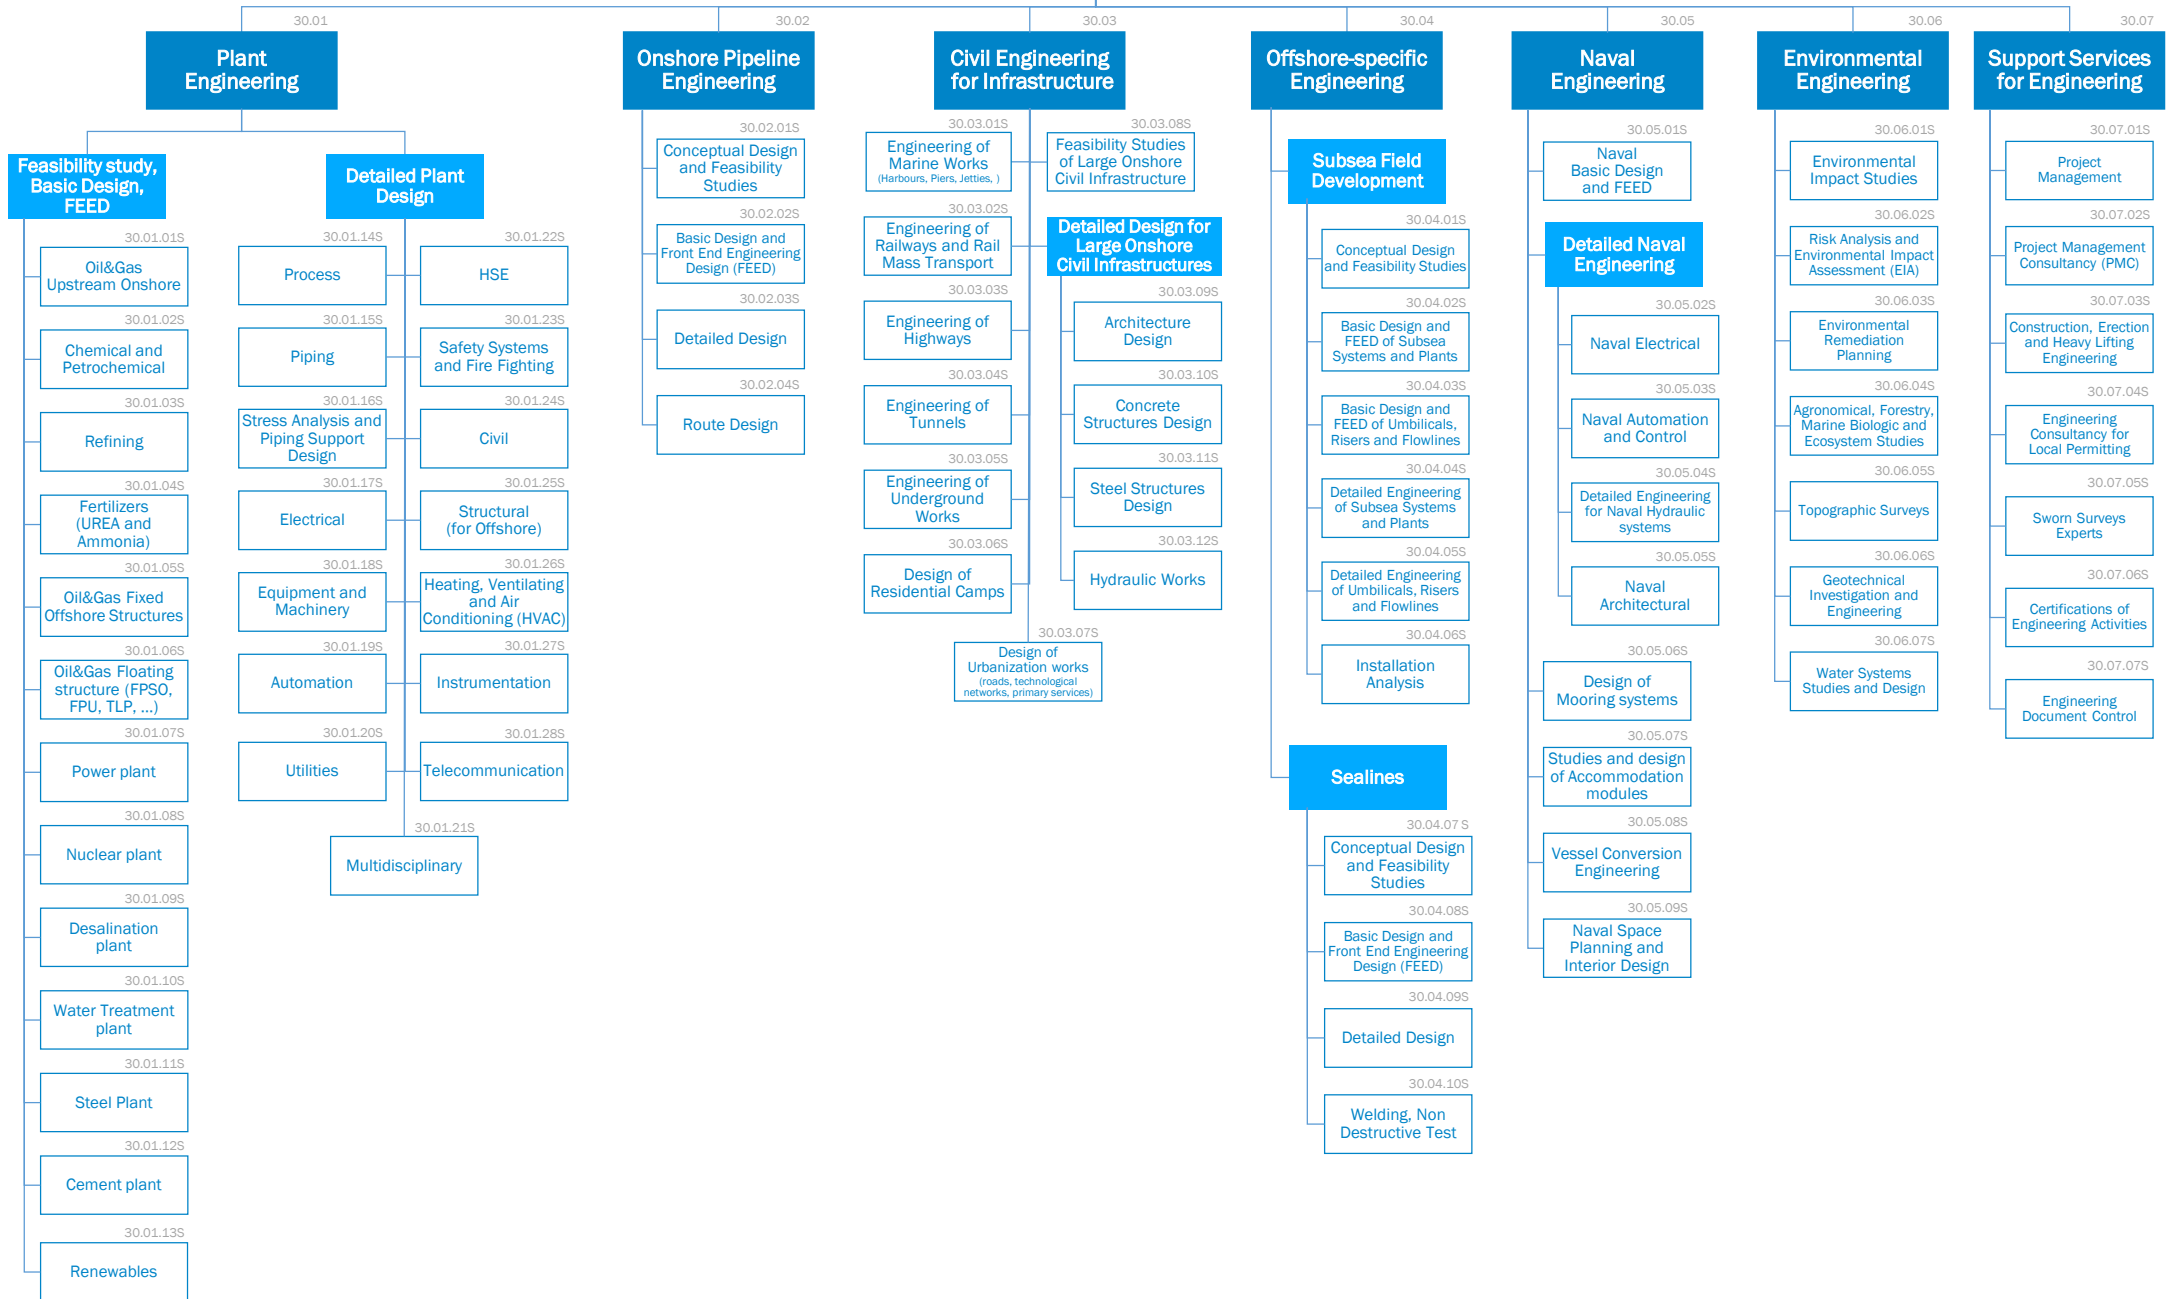 30.01
Plant
Engineering
Feasibility study,
Basic Design,
FEED
30.01.01S
Oil&Gas
Upstream Onshore
30.01.02S
Chemical and
Petrochemical
30.01.03S
Refining
30.01.04S
Fertilizers
(UREA and
Ammonia)
30.01.05S
Oil&Gas Fixed
Offshore Structures
30.01.06S
Oil&Gas Floating
structure (FPSO,
FPU, TLP, ...)
30.01.07S
Power plant
30.01.08S
Nuclear plant
30.01.09S
Desalination
plant
30.01.10S
Water Treatment
plant
30.01.11S
Steel Plant
30.01.12S
Cement plant
30.01.13S
Renewables
Detailed Plant
Design
30.01.14S
Process
30.01.15S
Piping
30.01.16S
Stress Analysis and
Piping Support
Design
30.01.17S
Electrical
30.01.18S
Equipment and
Machinery
30.01.19S
Automation
30.01.20S
Utilities
30.01.21S
Multidisciplinary
30.01.22S
HSE
30.01.23S
Safety Systems
and Fire Fighting
30.01.24S
Civil
30.01.25S
Structural
(for Offshore)
30.01.26S
Heating, Ventilating
and Air
Conditioning (HVAC)
30.01.27S
Instrumentation
30.01.28S
Telecommunication
30.02
Onshore Pipeline
Engineering
30.02.01S
Conceptual Design
and Feasibility
Studies
30.02.02S
Basic Design and
Front End Engineering
Design (FEED)
30.02.03S
Detailed Design
30.02.04S
Route Design
30.03
Civil Engineering
for Infrastructure
30.03.01S
Engineering of
Marine Works
(Harbours, Piers, Jetties, )
30.03.02S
Engineering of
Railways and Rail
Mass Transport
30.03.03S
Engineering of
Highways
30.03.04S
Engineering of
Tunnels
30.03.05S
Engineering of
Underground
Works
30.03.06S
Design of
Residential Camps
30.03.07S
Design of
Urbanization works
(roads, technological
networks, primary services)
30.03.08S
Feasibility Studies
of Large Onshore
Civil Infrastructure
Detailed Design for
Large Onshore
Civil Infrastructures
30.03.09S
Architecture
Design
30.03.10S
Concrete
Structures Design
30.03.11S
Steel Structures
Design
30.03.12S
Hydraulic Works
30.04
Offshore-specific
Engineering
Subsea Field
Development
30.04.01S
Conceptual Design
and Feasibility Studies
30.04.02S
Basic Design and
FEED of Subsea
Systems and Plants
30.04.03S
Basic Design and
FEED of Umbilicals,
Risers and Flowlines
30.04.04S
Detailed Engineering
of Subsea Systems
and Plants
30.04.05S
Detailed Engineering
of Umbilicals, Risers
and Flowlines
30.04.06S
Installation
Analysis
Sealines
30.04.07 S
Conceptual Design
and Feasibility
Studies
30.04.08S
Basic Design and
Front End Engineering
Design (FEED)
30.04.09S
Detailed Design
30.04.10S
Welding, Non
Destructive Test
30.05
Naval
Engineering
30.05.01S
Naval
Basic Design
and FEED
Detailed Naval
Engineering
30.05.02S
Naval Electrical
30.05.03S
Naval Automation
and Control
30.05.04S
Detailed Engineering
for Naval Hydraulic
systems
30.05.05S
Naval
Architectural
30.05.06S
Design of
Mooring systems
30.05.07S
Studies and design
of Accommodation
modules
30.05.08S
Vessel Conversion
Engineering
30.05.09S
Naval Space
Planning and
Interior Design
30.06
Environmental
Engineering
30.06.01S
Environmental
Impact Studies
30.06.02S
Risk Analysis and
Environmental Impact
Assessment (EIA)
30.06.03S
Environmental
Remediation
Planning
30.06.04S
Agronomical, Forestry,
Marine Biologic and
Ecosystem Studies
30.06.05S
Topographic Surveys
30.06.06S
Geotechnical
Investigation and
Engineering
30.06.07S
Water Systems
Studies and Design
30.07
Support Services
for Engineering
30.07.01S
Project
Management
30.07.02S
Project Management
Consultancy (PMC)
30.07.03S
Construction, Erection
and Heavy Lifting
Engineering
30.07.04S
Engineering
Consultancy for
Local Permitting
30.07.05S
Sworn Surveys
Experts
30.07.06S
Certifications of
Engineering Activities
30.07.07S
Engineering
Document Control